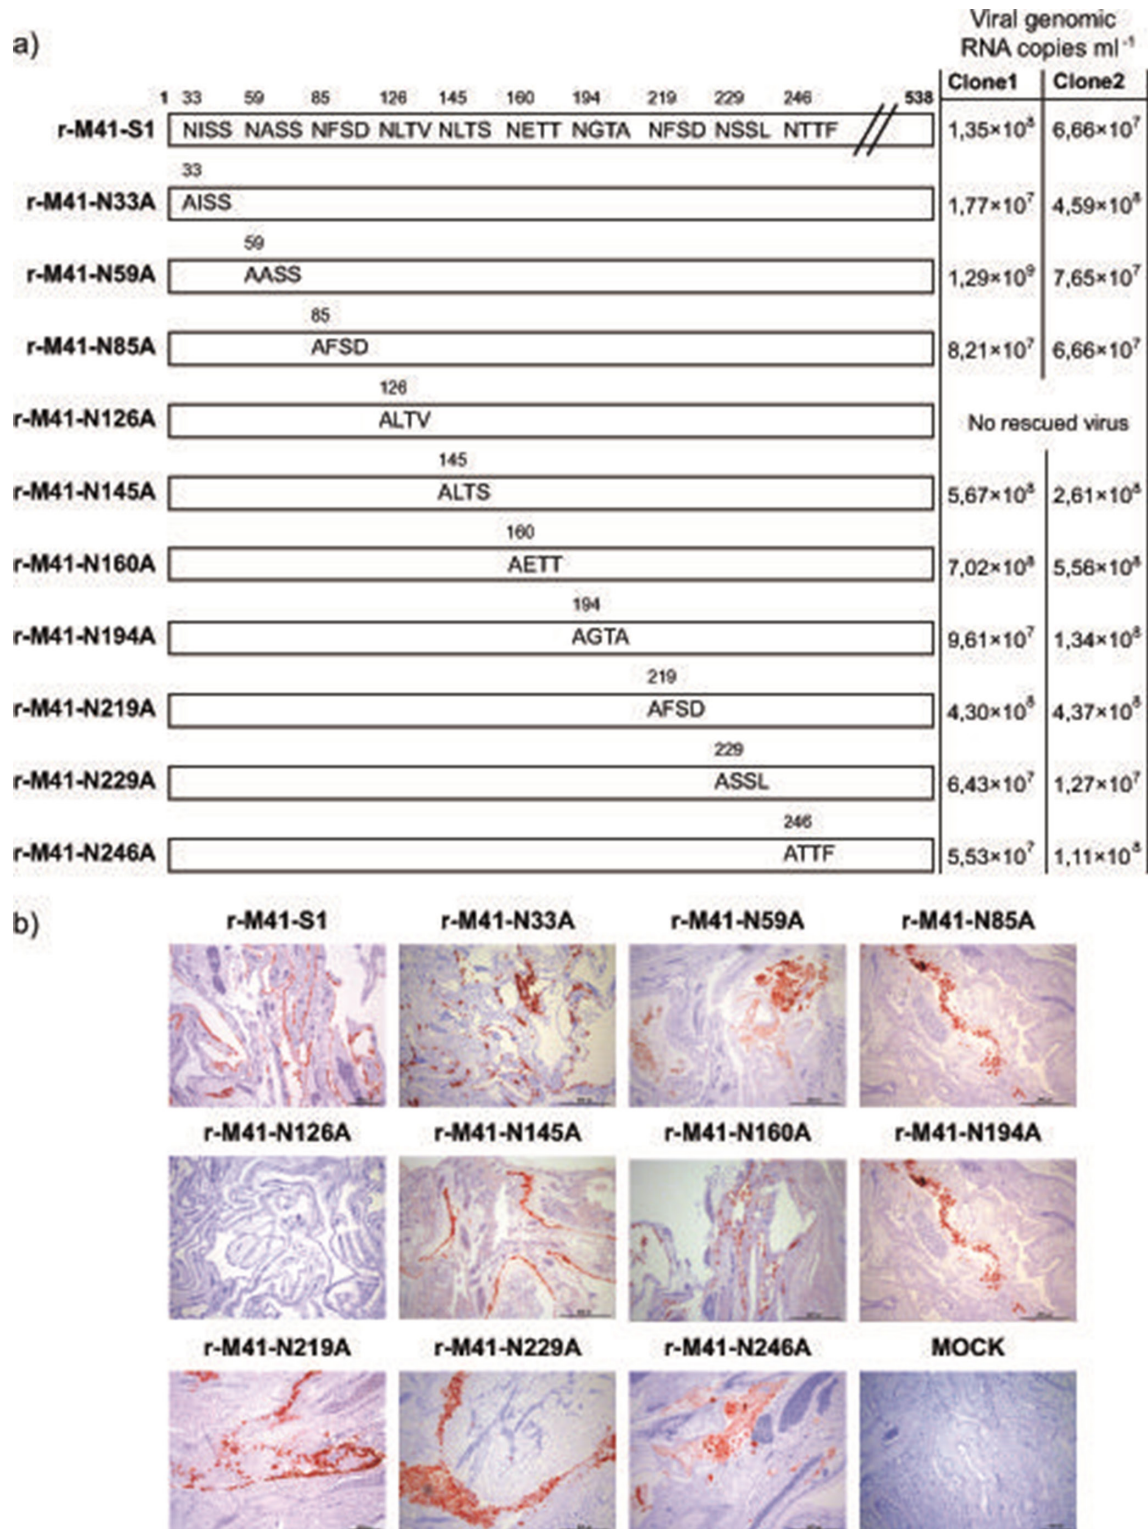 a)
Viral genomic
RNA copies ml-1
Clone1 Clone2
1 33 59 85 126 145 160 194 219 229 246 538
r-M41-S1 NISS NASS NFSD NLTV NLTS NETT NGTA NFSD NSSL NTTF 1,35×10⁸ 6,66×10⁷
33
r-M41-N33A AISS 1,77×10⁷ 4,59×10⁸
59
r-M41-N59A AASS 1,29×10⁹ 7,65×10⁷
85
r-M41-N85A AFSD 8,21×10⁷ 6,66×10⁷
126
r-M41-N126A ALTV No rescued virus
145
r-M41-N145A ALTS 5,67×10⁸ 2,61×10⁸
160
r-M41-N160A AETT 7,02×10⁸ 5,56×10⁸
194
r-M41-N194A AGTA 9,61×10⁷ 1,34×10⁸
219
r-M41-N219A AFSD 4,30×10⁸ 4,37×10⁸
229
r-M41-N229A ASSL 6,43×10⁷ 1,27×10⁷
246
r-M41-N246A ATTF 5,53×10⁷ 1,11×10⁸
b)
r-M41-S1 r-M41-N33A r-M41-N59A r-M41-N85A
r-M41-N126A r-M41-N145A r-M41-N160A r-M41-N194A
r-M41-N219A r-M41-N229A r-M41-N246A MOCK